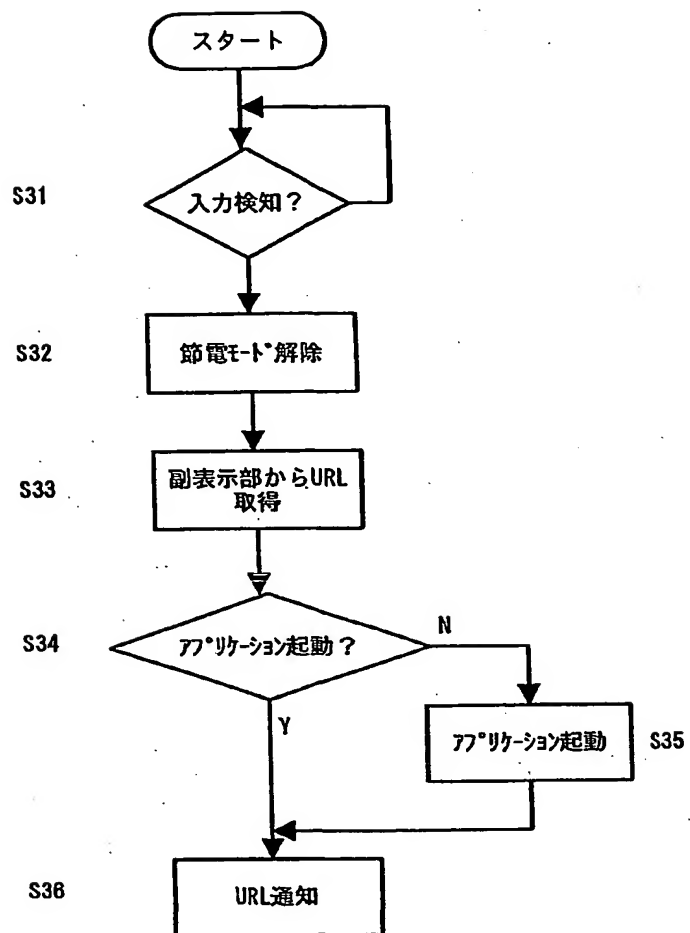 スタート
S31
入力検知？
S32
節電ﾓｰﾄﾞ解除
S33
副表示部からURL
取得
S34
ｱﾌﾟﾘｹｰｼｮﾝ起動？
N
Y
ｱﾌﾟﾘｹｰｼｮﾝ起動
S35
S36
URL通知